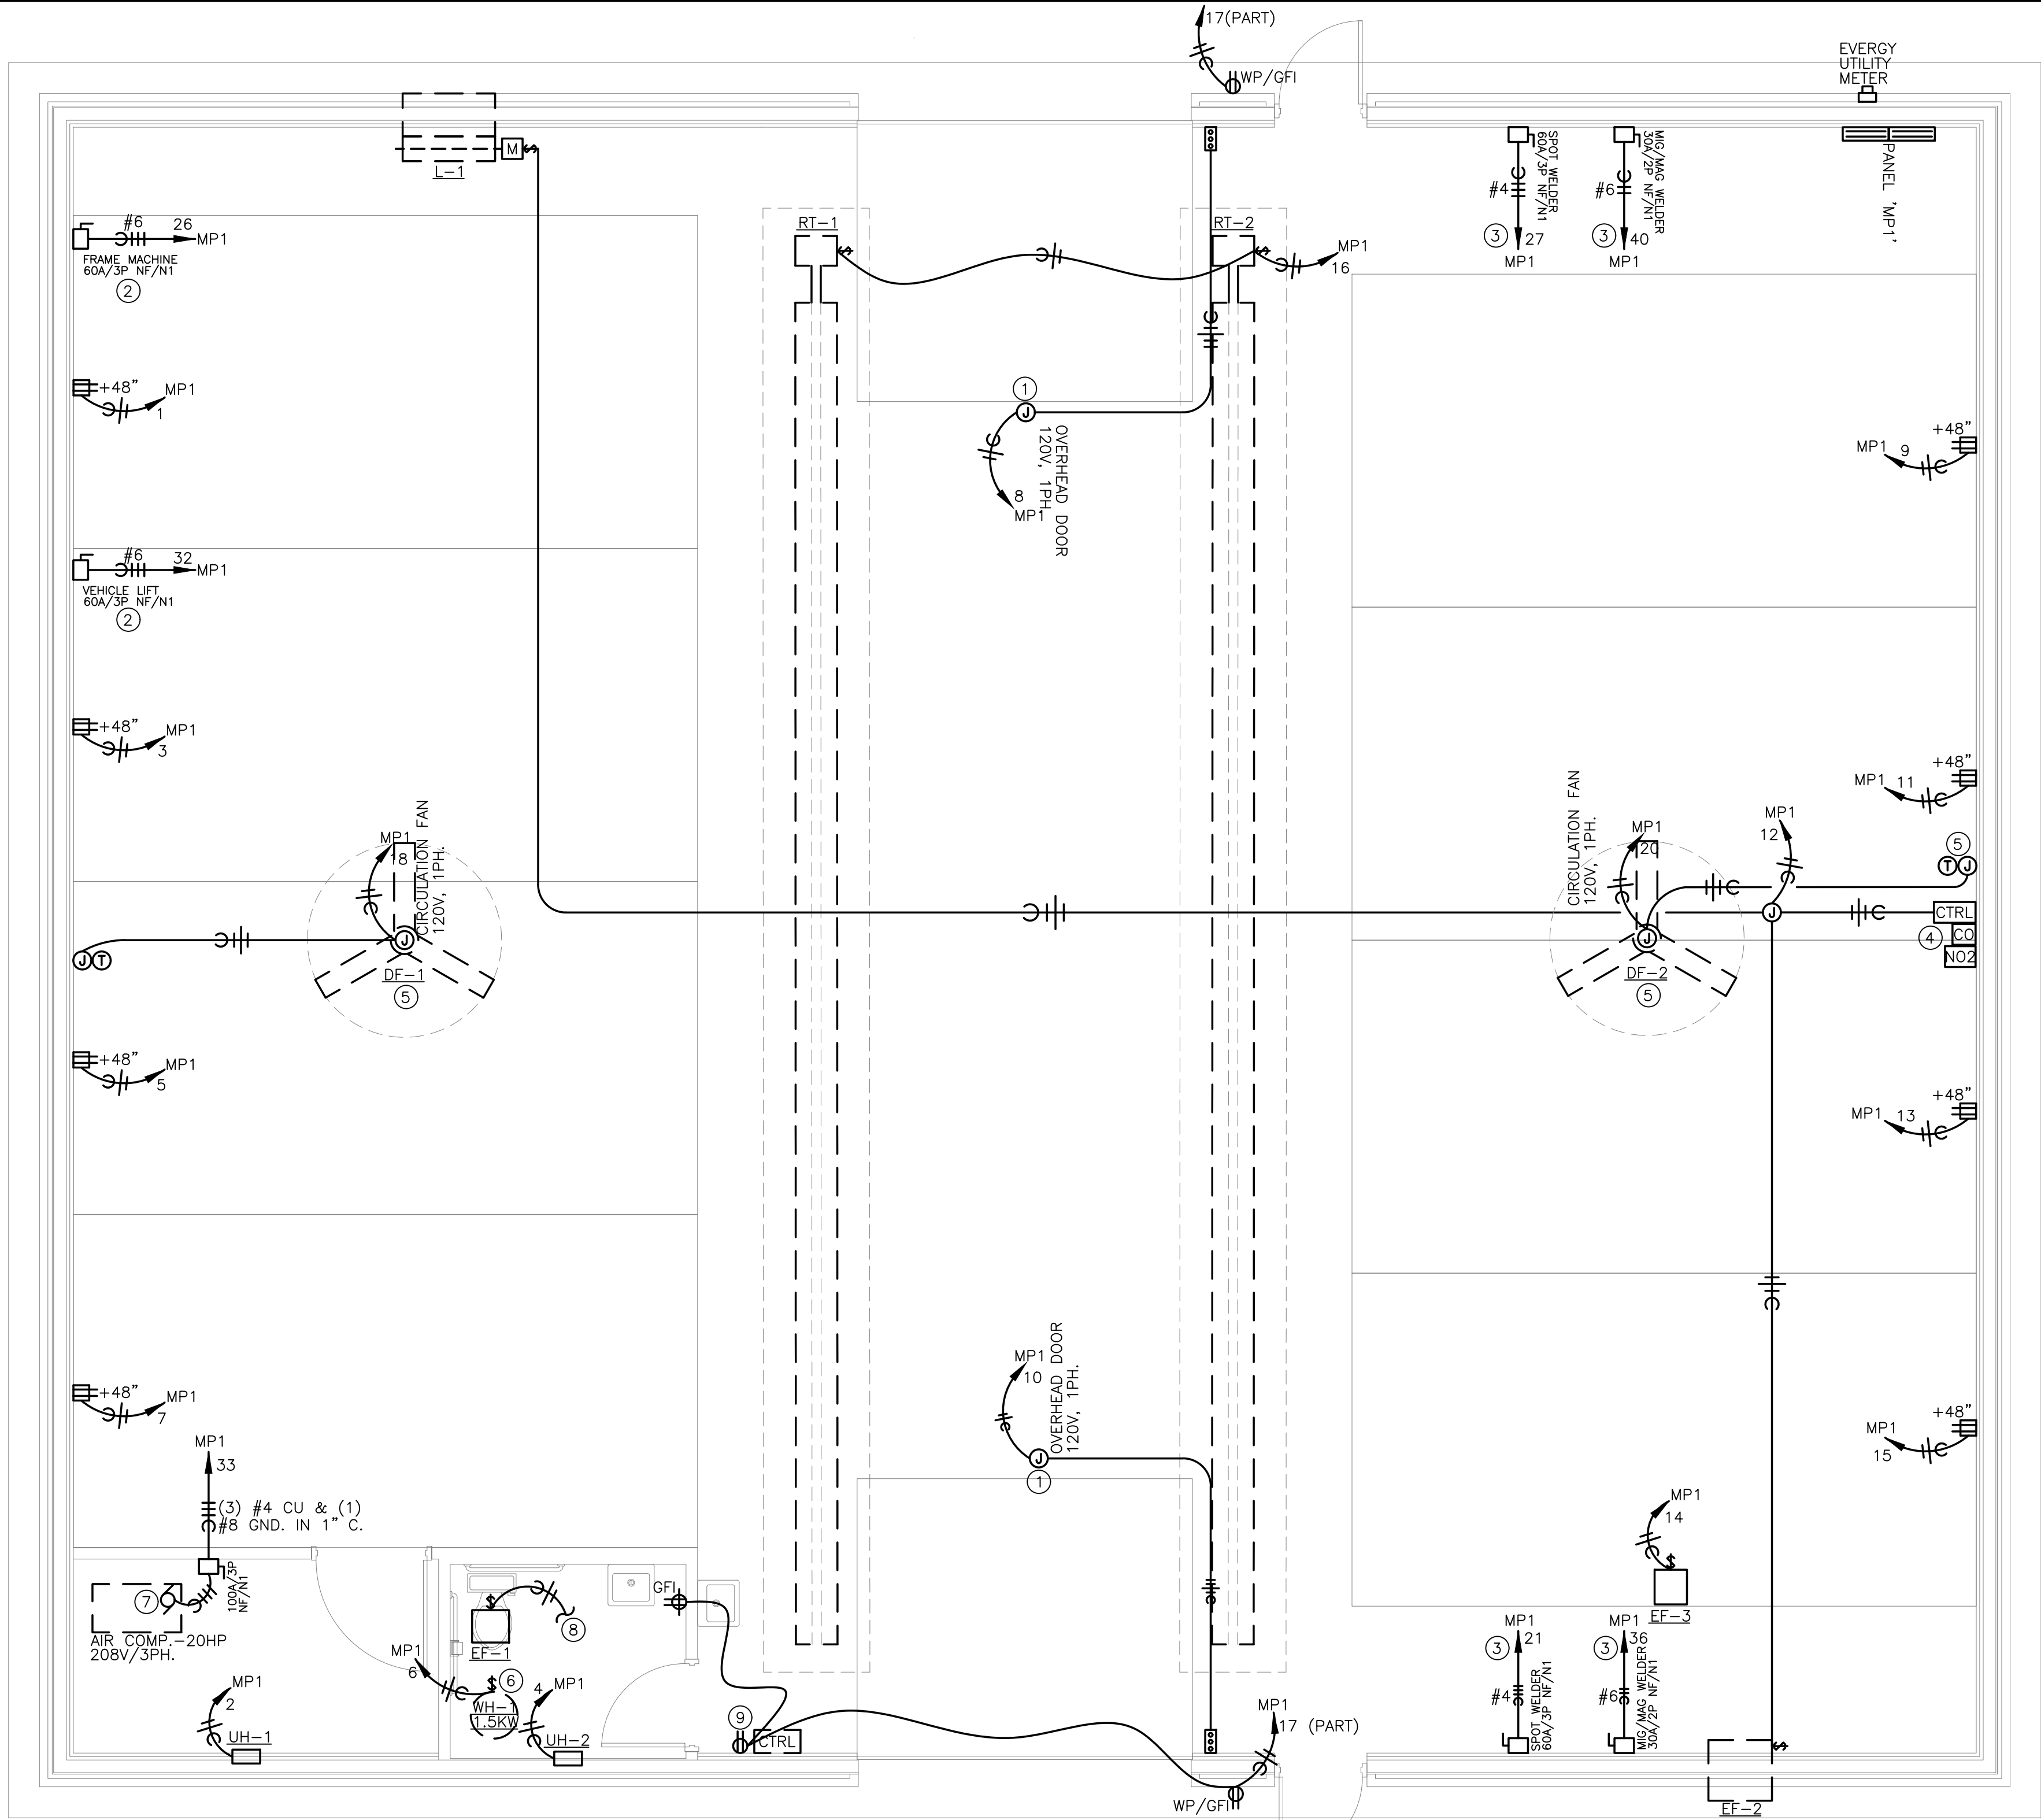 17(PART)
WP/GFI
EVERGY
UTILITY
METER
M
L-1
SPOT WELDER
60A/3P NF/N1
#4
3
27
MP1
MIG/MAG WELDER
30A/2P NF/N1
#6
3
40
MP1
PANEL 'MP1'
#6
26
MP1
FRAME MACHINE
60A/3P NF/N1
2
RT-1
RT-2
MP1
16
+48"
MP1
1
1
J
OVERHEAD DOOR
120V, 1PH
8
MP1
+48"
MP1
9
#6
32
MP1
VEHICLE LIFT
60A/3P NF/N1
2
+48"
MP1
3
CIRCULATION FAN
120V, 1PH.
MP1
18
J
DF-1
5
J
T
CIRCULATION FAN
120V, 1PH.
MP1
20
J
DF-2
5
MP1
12
J
+48"
MP1
11
5
T
J
CTRL
4
CO
NO2
+48"
MP1
5
+48"
MP1
13
+48"
MP1
7
MP1
10
OVERHEAD DOOR
120V, 1PH.
J
1
+48"
MP1
15
MP1
33
(3) #4 CU & (1)
#8 GND. IN 1" C.
100A/3P
NF/N1
7
AIR COMP.-20HP
208V/3PH.
MP1
2
UH-1
EF-1
8
GFI
MP1
6
6
WH-1
1.5KW
4
MP1
UH-2
9
CTRL
MP1
17 (PART)
WP/GFI
MP1
14
EF-3
MP1
3
21
#4
SPOT WELDER
60A/3P NF/N1
MP1
3
36
#6
MIG/MAG WELDER
30A/2P NF/N1
EF-2